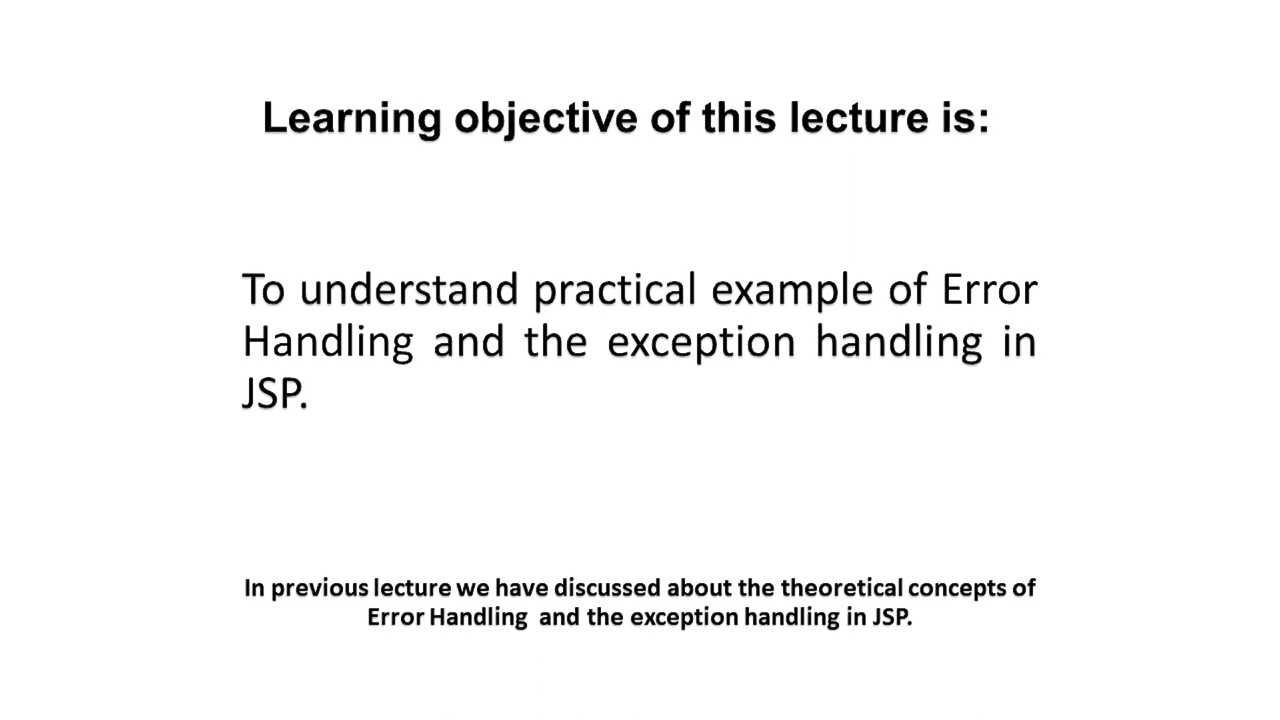 Learning objective of this lecture is:
To understand practical example of Error
Handling and the exception handling in
JSP.
In previous lecture we have discussed about the theoretical concepts of
Error Handling and the exception handling in JSP.